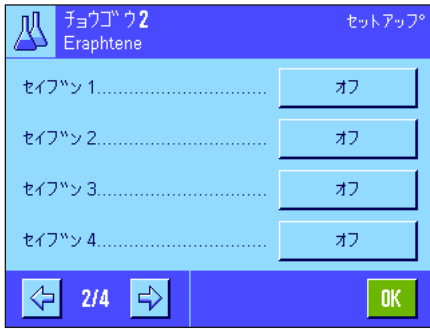 チョウゴウ2
セットアップ
Eraphtene
セイブン 1.............................. オフ
セイブン 2.............................. オフ
セイブン 3.............................. オフ
セイブン 4.............................. オフ
2/4
OK